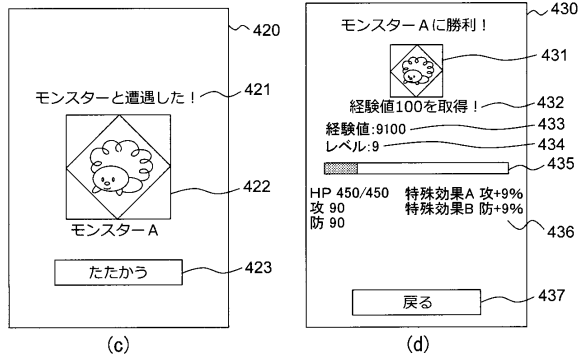 420
モンスターと遭遇した！
421
422
モンスターA
たたかう
423
(c)
430
モンスターAに勝利！
431
経験値100を取得！
432
経験値:9100
433
レベル:9
434
435
HP 450/450 特殊効果A 攻+9%
攻 90 特殊効果B 防+9%
防 90
436
戻る
437
(d)